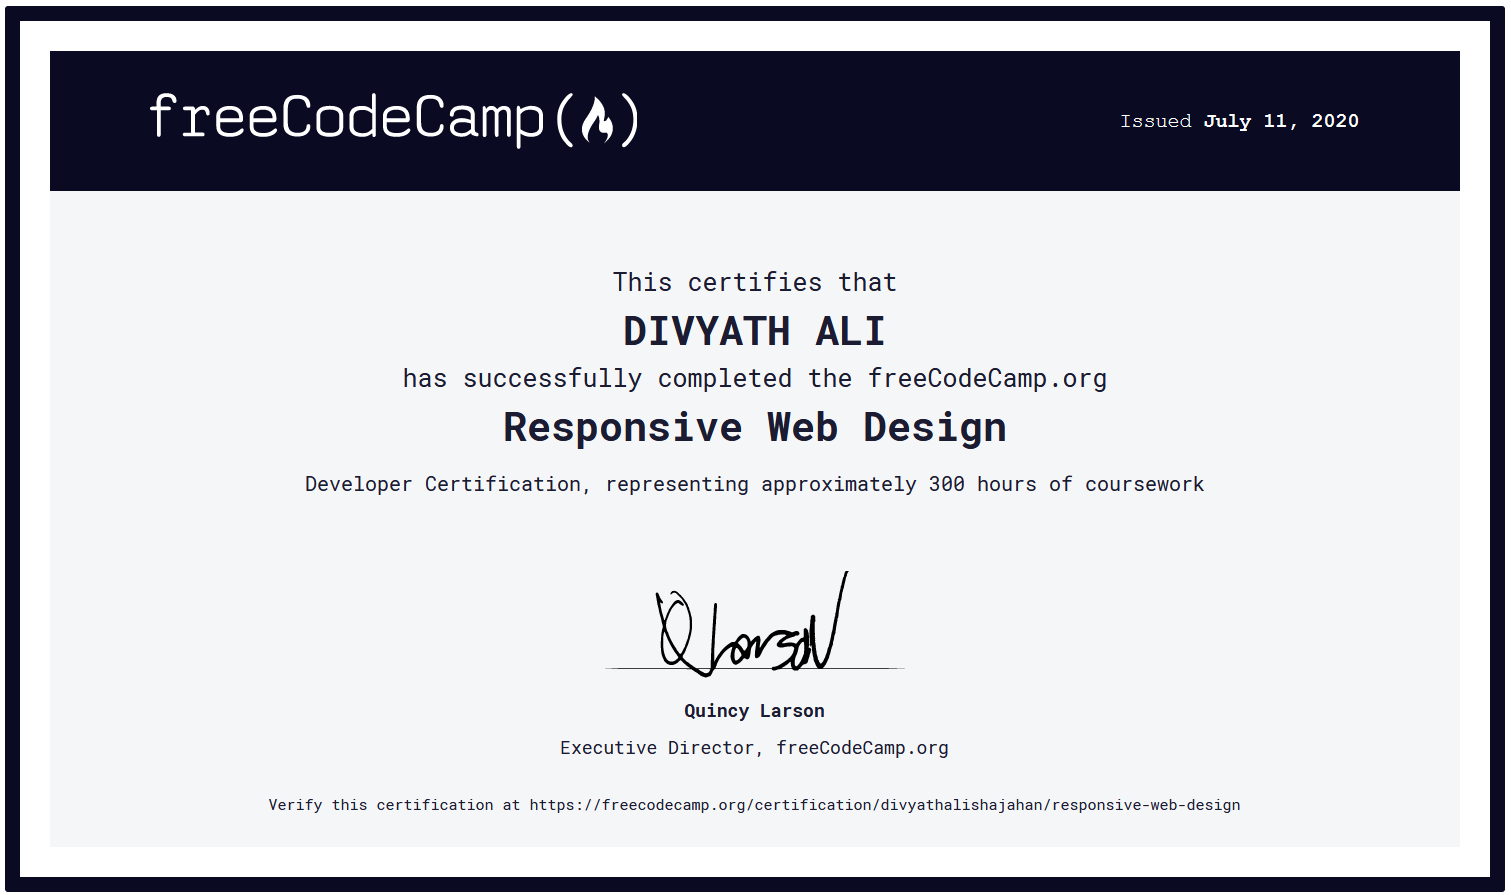 freeCodeCamp(🔥)
Issued July 11, 2020
This certifies that
DIVYATH ALI
has successfully completed the freeCodeCamp.org
Responsive Web Design
Developer Certification, representing approximately 300 hours of coursework
Q Larson
Quincy Larson
Executive Director, freeCodeCamp.org
Verify this certification at https://freecodecamp.org/certification/divyathalishajahan/responsive-web-design